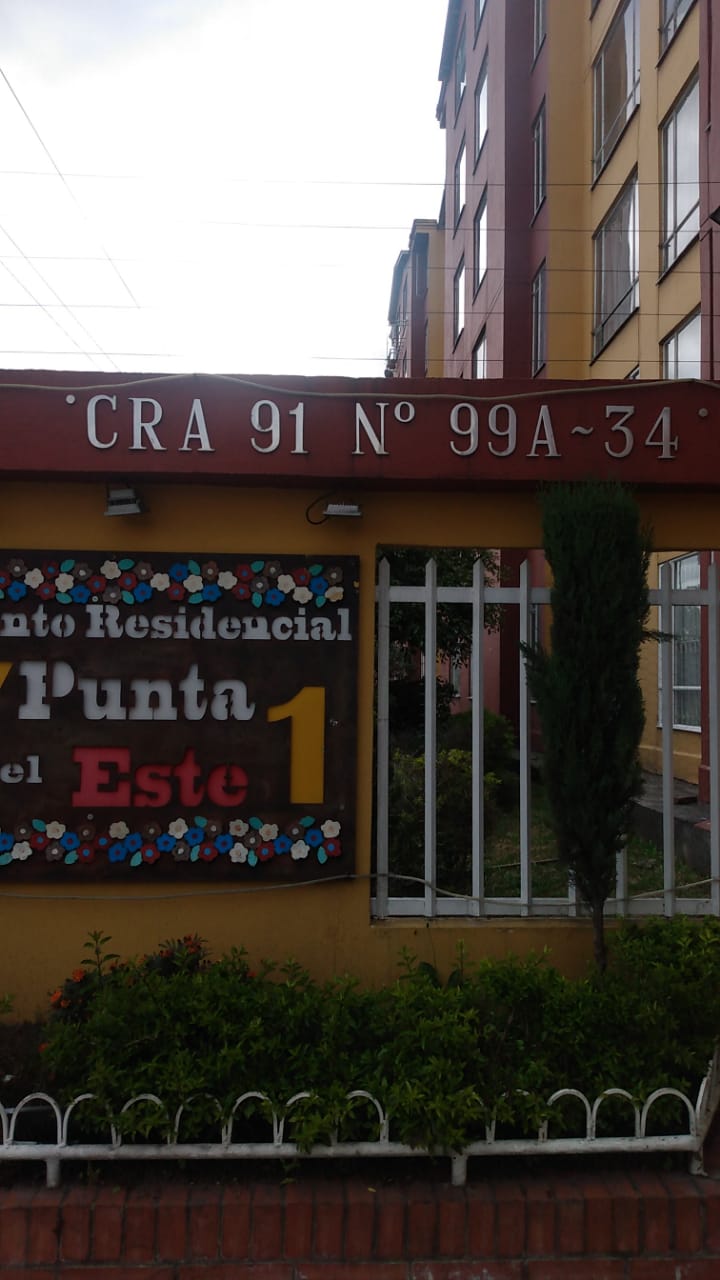 CRA 91 Nº 99A~34
nto Residencial
Punta
el Este 1